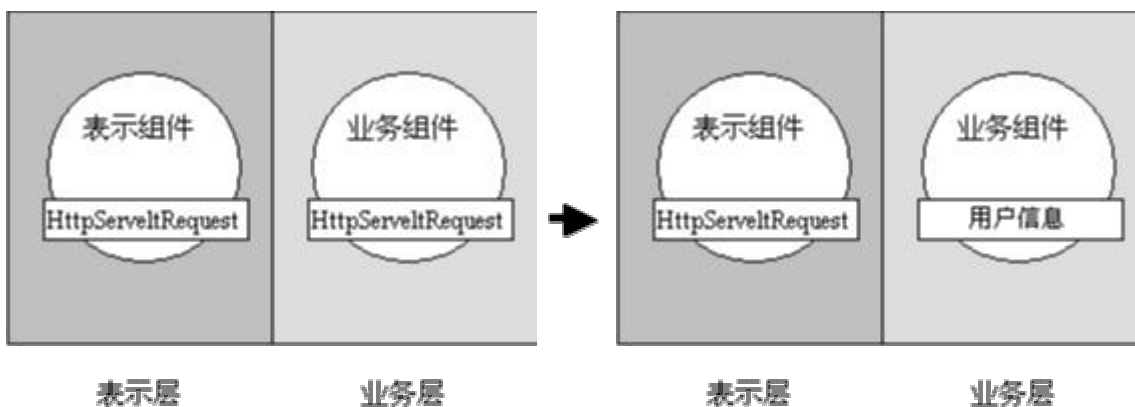 表示组件
业务组件
表示组件
业务组件
HttpServeltRequest
HttpServeltRequest
HttpServeltRequest
用户信息
表示层
业务层
表示层
业务层